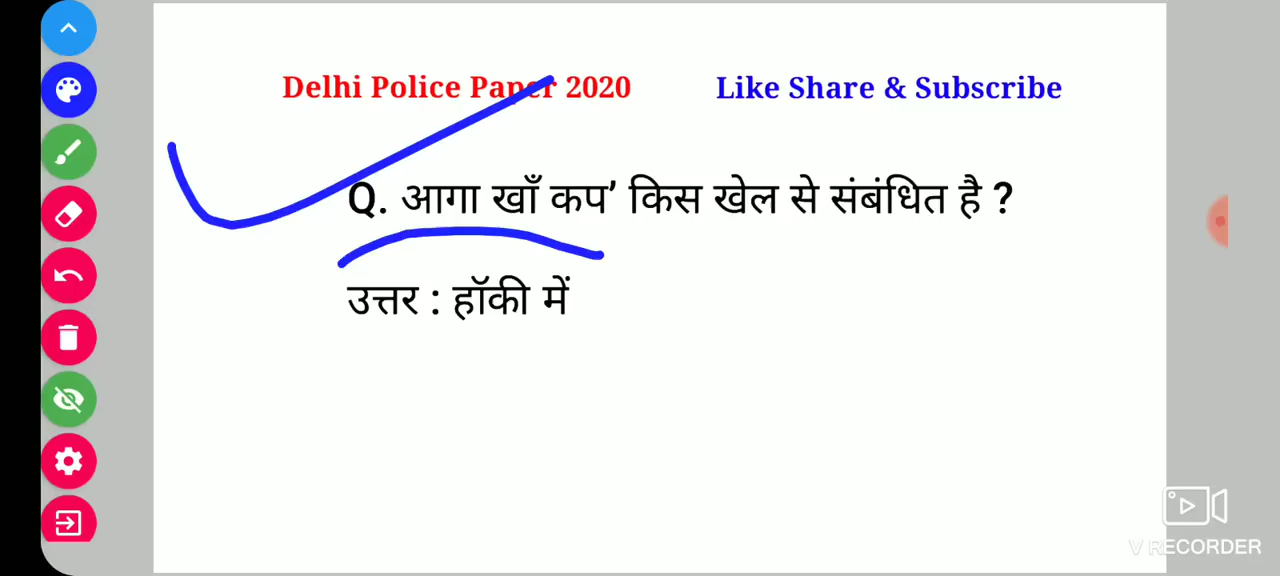 Delhi Police Paper 2020 Like Share & Subscribe
Q. आगा खाँ कप’ किस खेल से संबंधित है ?
उत्तर : हॉकी में
V RECORDER